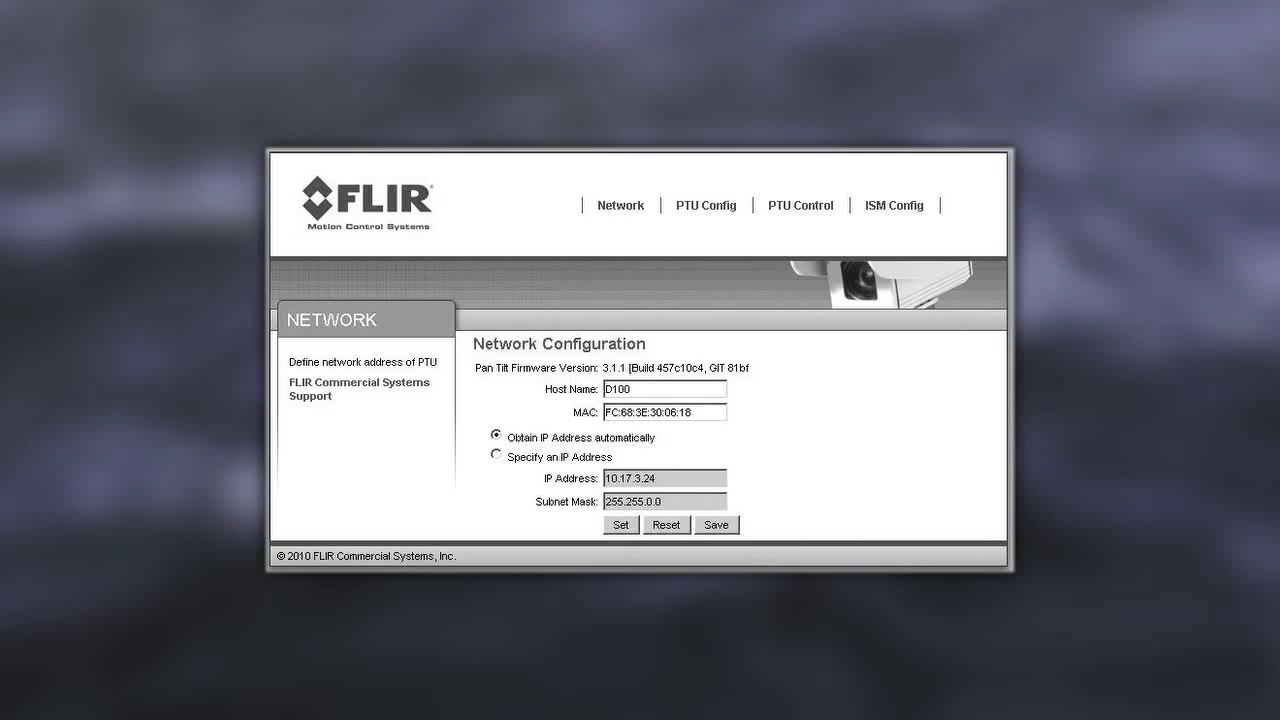 FLIR
Motion Control Systems
Network
PTU Config
PTU Control
ISM Config
NETWORK
Define network address of PTU
FLIR Commercial Systems
Support
Network Configuration
Pan Tilt Firmware Version: 3.1.1 [Build 457c10c4, GIT 81bf
Host Name: D100
MAC: FC:68:3E:30:06:18
Obtain IP Address automatically
Specify an IP Address
IP Address: 10.17.3.24
Subnet Mask: 255.255.0.0
Set Reset Save
© 2010 FLIR Commercial Systems, Inc.